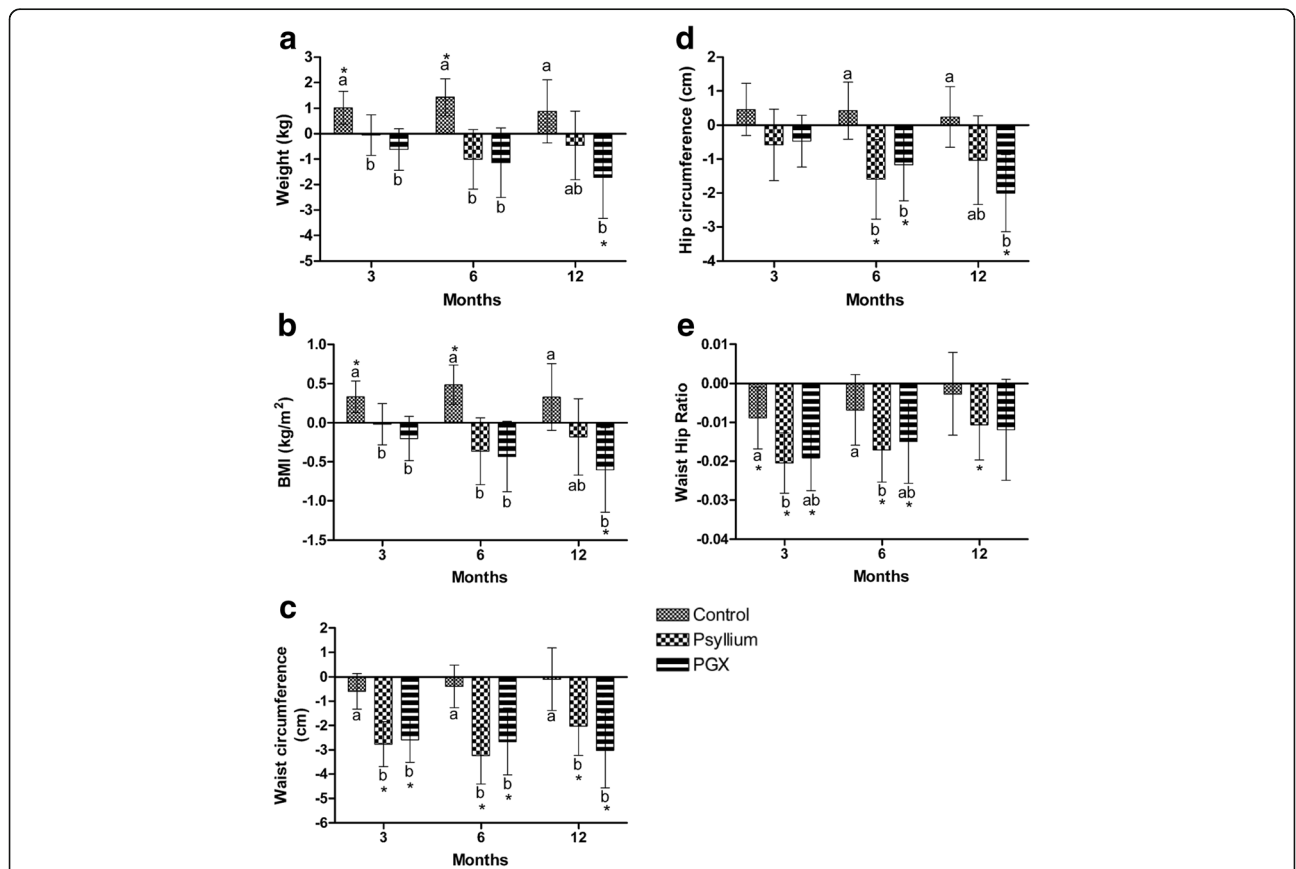 a
3
2
1
0
-1
-2
-3
-4
-5
Weight (kg)
* * a
a a
b b b b ab b
*
3 6 12
Months
b
1.0
0.5
0.0
-0.5
-1.0
-1.5
BMI (kg/m²)
* * a
a a
b b b b ab b
*
3 6 12
Months
c
2
1
0
-1
-2
-3
-4
-5
-6
Waist circumference
(cm)
a b b a b b a b b
* * * * * *
3 6 12
Months
d
2
1
0
-1
-2
-3
-4
Hip circumference (cm)
a a
b b ab b
* * *
3 6 12
Months
e
0.01
0.00
-0.01
-0.02
-0.03
-0.04
Waist Hip Ratio
a b ab a b ab
* * * * * *
3 6 12
Months
Control
Psyllium
PGX